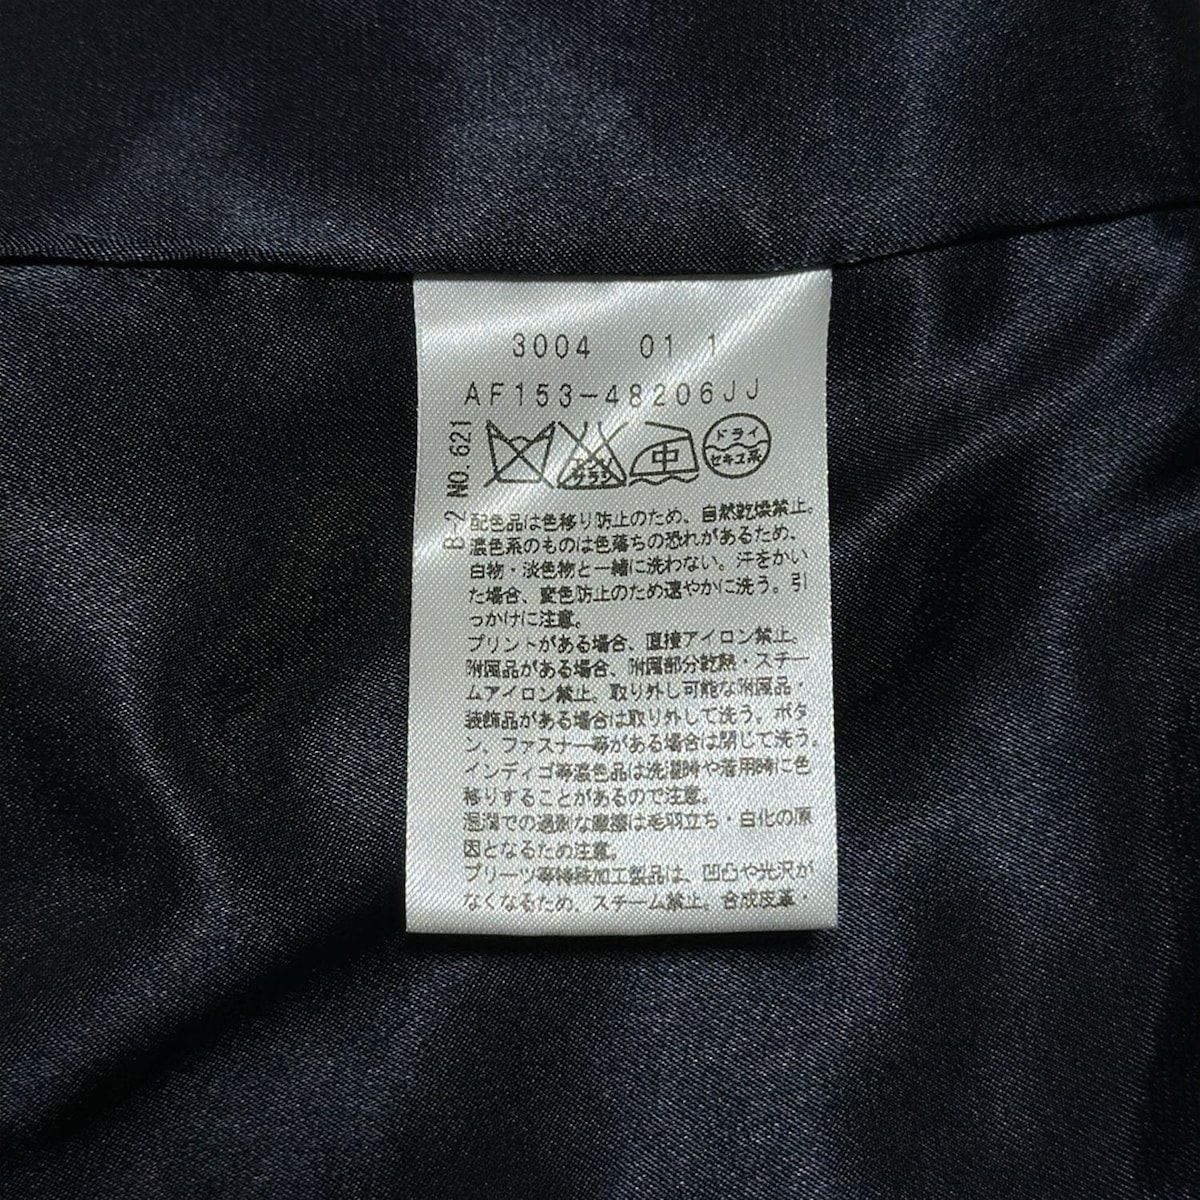 3004 01 1
AF153-48206JJ
B-2 NO.621
エンソ
サラシ
中
ドライ
セキユ系
配色品は色移り防止のため、自然乾燥禁止。
濃色系のものは色落ちの恐れがあるため、
白物・淡色物と一緒に洗わない。汗をかい
た場合、変色防止のため速やかに洗う。引
っかけに注意。
プリントがある場合、直接アイロン禁止。
附属品がある場合、附属部分乾熱・スチー
ムアイロン禁止。取り外し可能な附属品・
装飾品がある場合は取り外して洗う。ボタ
ン、ファスナー等がある場合は閉じて洗う。
インディゴ等濃色品は洗濯時や着用時に色
移りすることがあるので注意。
湿潤での過剰な摩擦は毛羽立ち・白化の原
因となるため注意。
プリーツ等特殊加工製品は、凹凸や光沢が
なくなるため、スチーム禁止。合成皮革・